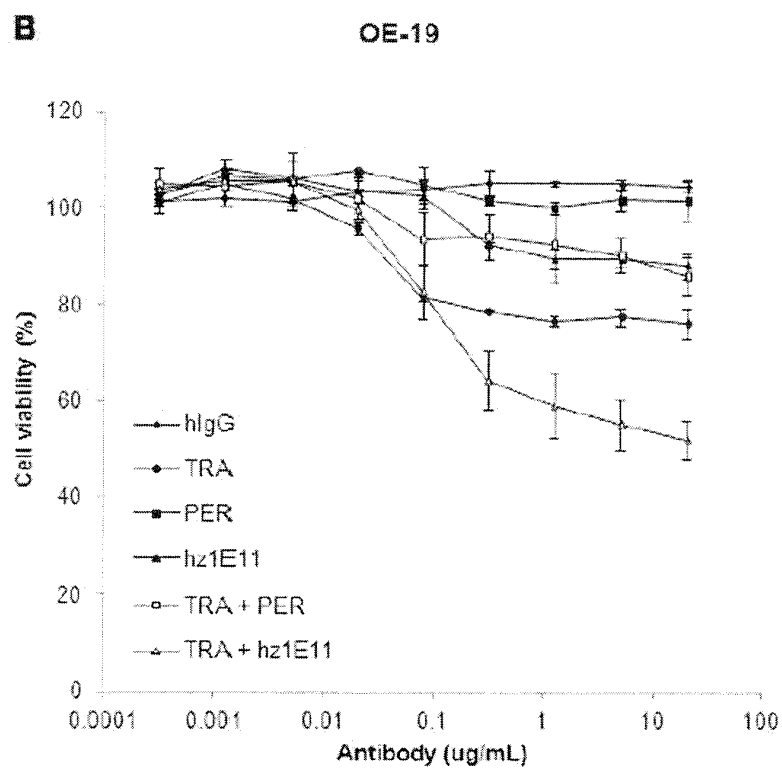 B
OE-19
Cell viability (%)
120
100
80
60
40
20
0
hIgG
TRA
PER
hz1E11
TRA + PER
TRA + hz1E11
0.0001 0.001 0.01 0.1 1 10 100
Antibody (ug/mL)